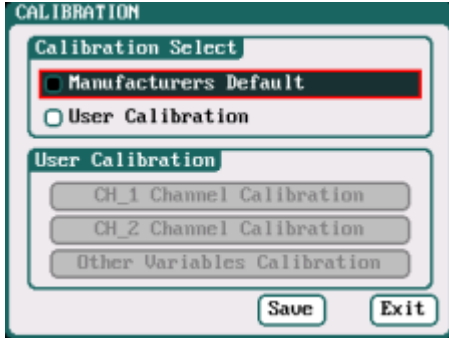 CALIBRATION
Calibration Select
Manufacturers Default
User Calibration
User Calibration
CH_1 Channel Calibration
CH_2 Channel Calibration
Other Variables Calibration
Save Exit